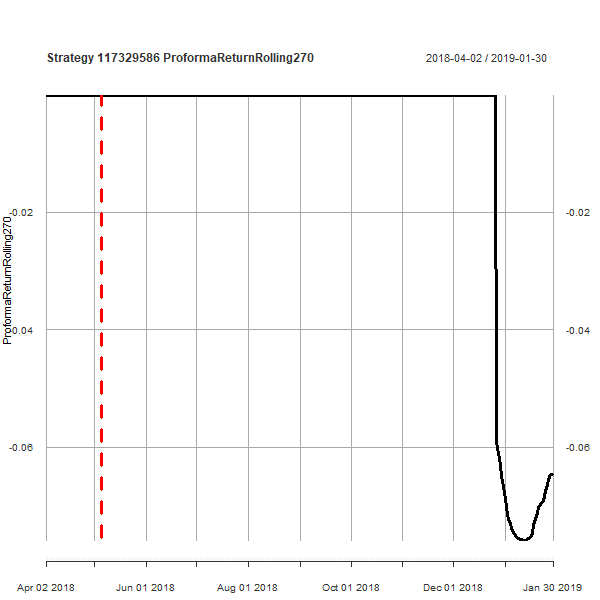 Strategy 117329586 ProformaReturnRolling270
2018-04-02 / 2019-01-30
ProformaReturnRolling270
-0.02
-0.02
-0.04
-0.04
-0.06
-0.06
Apr 02 2018
Jun 01 2018
Aug 01 2018
Oct 01 2018
Dec 01 2018
Jan 30 2019